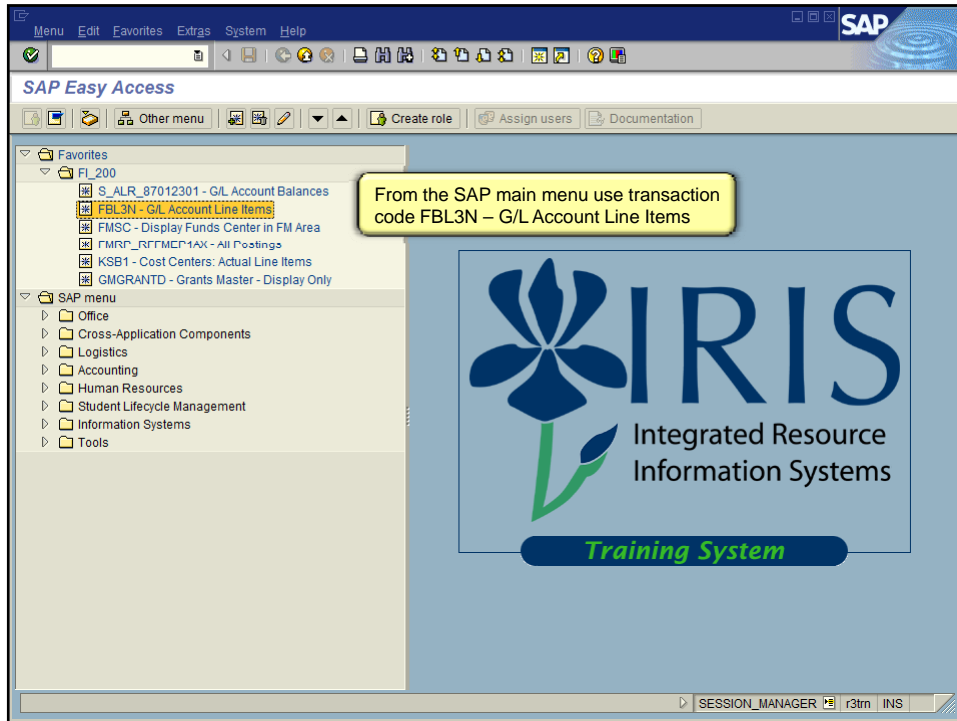 Menu Edit Favorites Extras System Help
SAP
SAP Easy Access
Other menu
Create role
Assign users
Documentation
Favorites
FI_200
S_ALR_87012301 - G/L Account Balances
FBL3N - G/L Account Line Items
FMSC - Display Funds Center in FM Area
FMRP_RFFMEP1AX - All Postings
KSB1 - Cost Centers: Actual Line Items
GMGRANTD - Grants Master - Display Only
SAP menu
Office
Cross-Application Components
Logistics
Accounting
Human Resources
Student Lifecycle Management
Information Systems
Tools
From the SAP main menu use transaction
code FBL3N – G/L Account Line Items
IRIS
Integrated Resource
Information Systems
Training System
SESSION_MANAGER r3trn INS